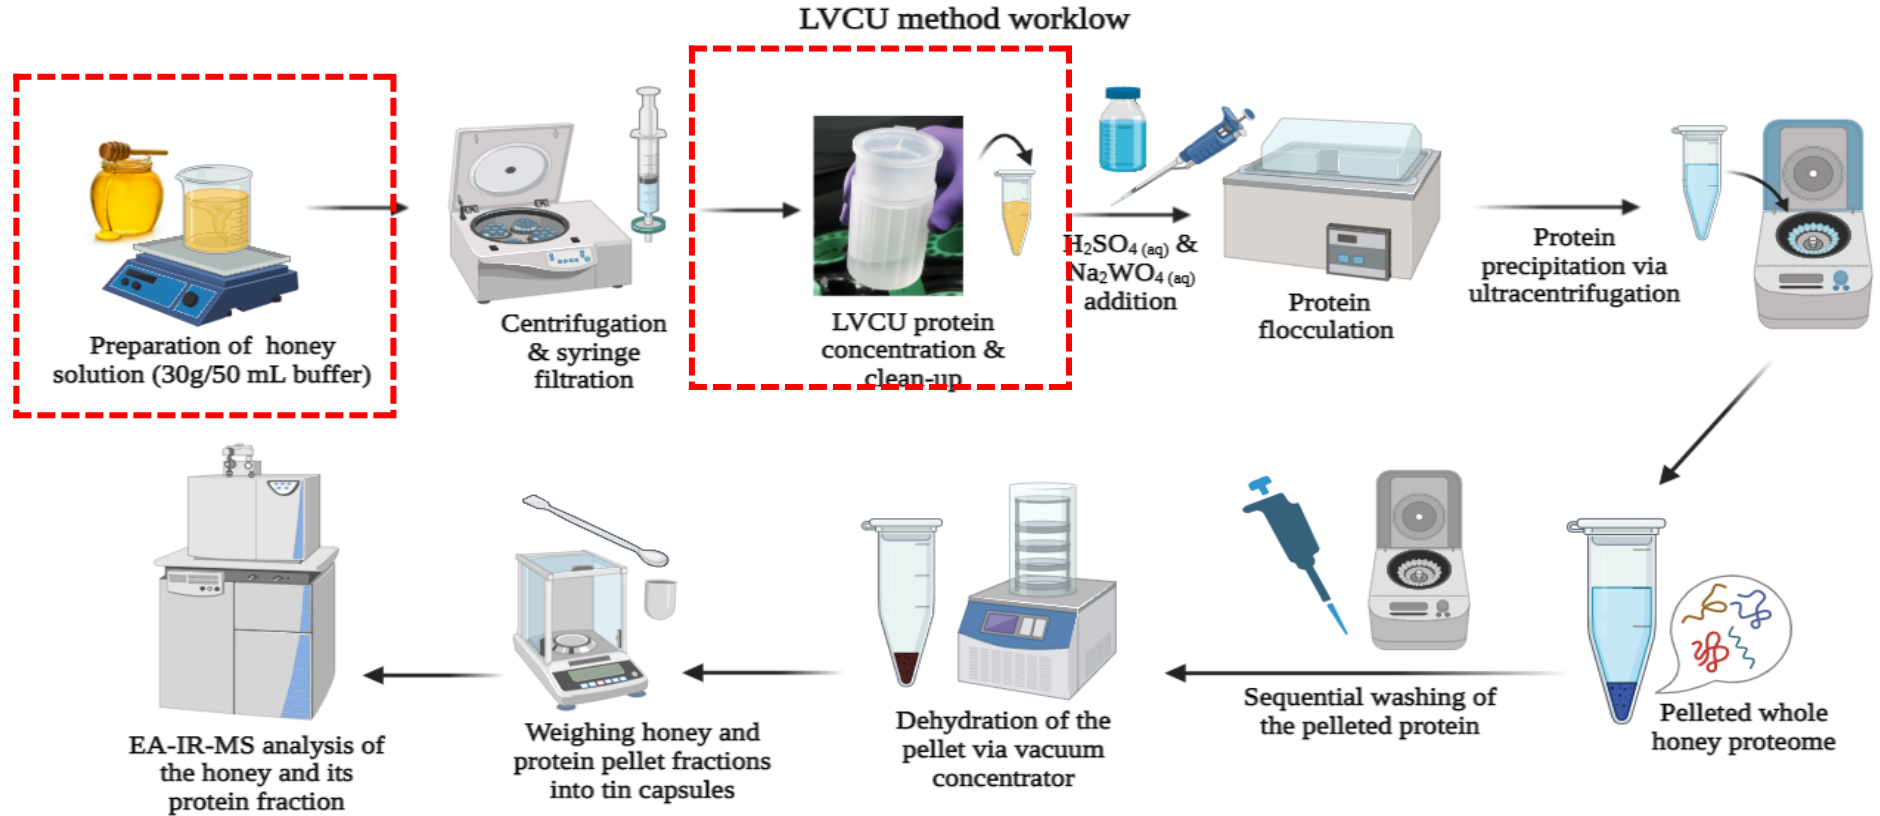 LVCU method worklow
Preparation of honey
solution (30g/50 mL buffer)
Centrifugation
& syringe
filtration
LVCU protein
concentration &
clean-up
H₂SO₄ (aq) &
Na₂WO₄ (aq)
addition
Protein
flocculation
Protein
precipitation via
ultracentrifugation
Pelleted whole
honey proteome
Sequential washing of
the pelleted protein
Dehydration of the
pellet via vacuum
concentrator
Weighing honey and
protein pellet fractions
into tin capsules
EA-IR-MS analysis of
the honey and its
protein fraction